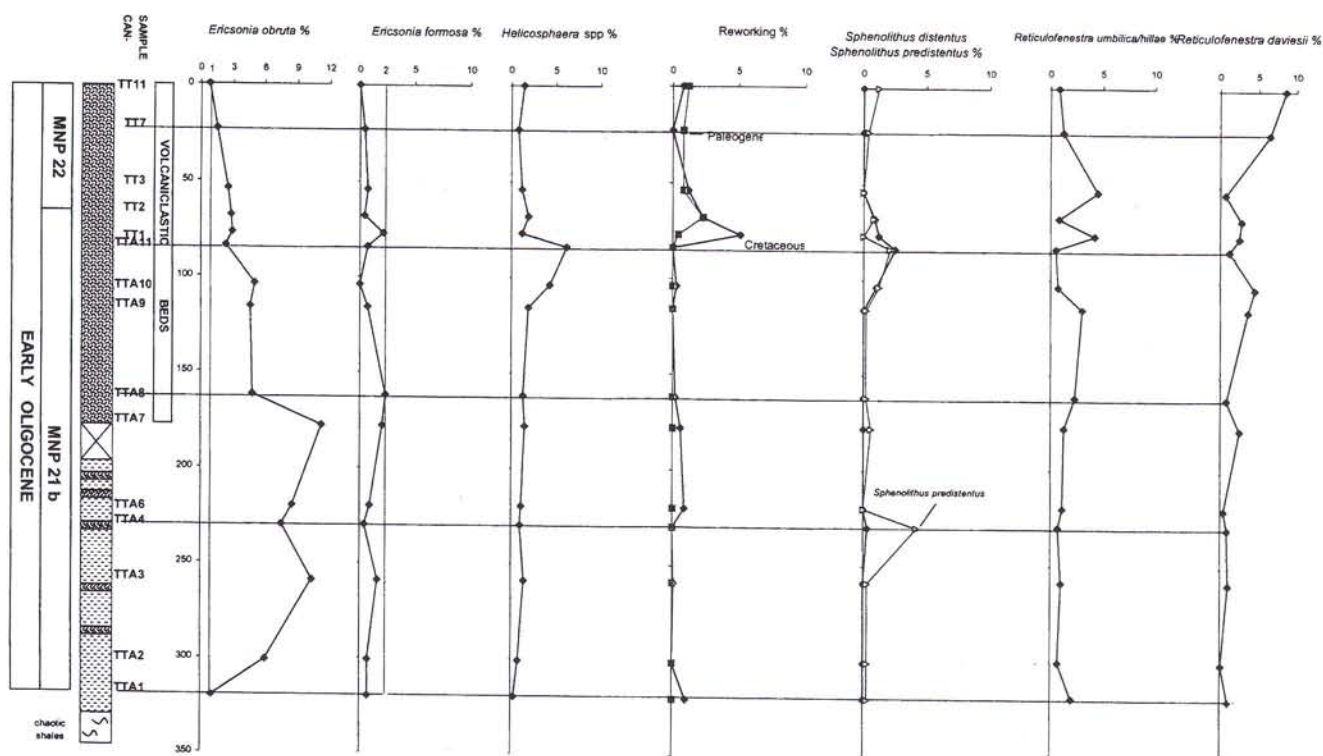 SAMPLE
CAN-
Ericsonia obruta %
Ericsonia formosa %
Helicosphaera spp %
Reworking %
Sphenolithus distentus
Sphenolithus predistentus %
Reticulofenestra umbilica/hillae %
Reticulofenestra daviesii %
0 1 3 6 9 12
0 2 10
0 5 10
0 5 10
0 5 10
0 5 10
0 5 10
EARLY OLIGOCENE
MNP 22
MNP 21 b
VOLCANICLASTIC
BEDS
TT11
TT7
TT3
TT2
TT1
TTA11
TTA10
TTA9
TTA8
TTA7
TTA6
TTA4
TTA3
TTA2
TTA1
0
50
100
150
200
250
300
350
Paleogene
Cretaceous
Sphenolithus predistentus
chaotic
shales